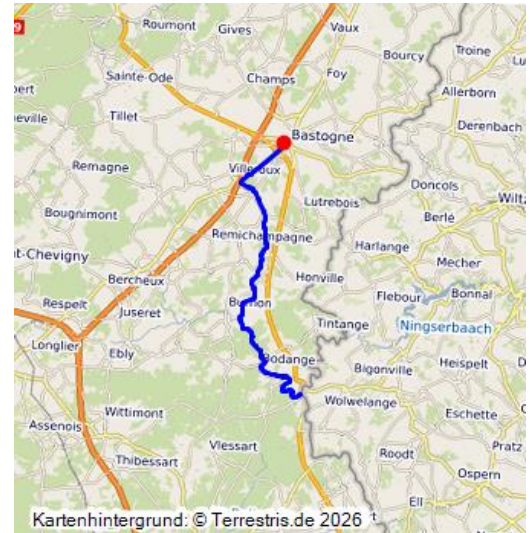 Roumont
Gives
Vaux
Bourcy
Troine
Sainte-Ode
Champs
Foy
Allerborn
Tillet
Bastogne
Derenbach
Remagne
Villeroux
Doncols
Wiltz
Bougnimont
Lutrebois
Berlé
Remichampagne
Harlange
Mecher
Bercheux
Honville
Flebour
Bonnal
Respelt
Juseret
Burnon
Tintange
Ningserbaach
Longlier
Ebly
Bodange
Bigonville
Heispelt
Wittimont
Wolwelange
Eschette
Assenois
Vlessart
Pratz
Thibessart
Roodt
Ospern
Ell
Kartenhintergrund: © Terrestris.de 2026